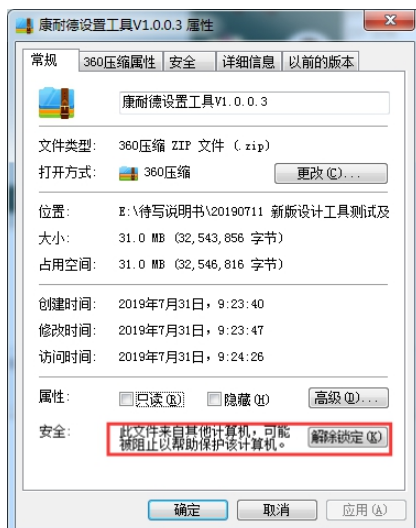 康耐德设置工具V1.0.0.3 属性
常规 360压缩属性 安全 详细信息 以前的版本
康耐德设置工具V1.0.0.3
文件类型: 360压缩 ZIP 文件 (.zip)
打开方式: 360压缩 更改(C)...
位置: E:\待写说明书\20190711 新版设计工具测试及
大小: 31.0 MB (32,543,856 字节)
占用空间: 31.0 MB (32,546,816 字节)
创建时间: 2019年7月31日，9:23:40
修改时间: 2019年7月31日，9:23:47
访问时间: 2019年7月31日，9:24:26
属性: 只读(R) 隐藏(H) 高级(D)...
安全: 此文件来自其他计算机，可能
被阻止以帮助保护该计算机。 解除锁定(K)
确定 取消 应用(A)